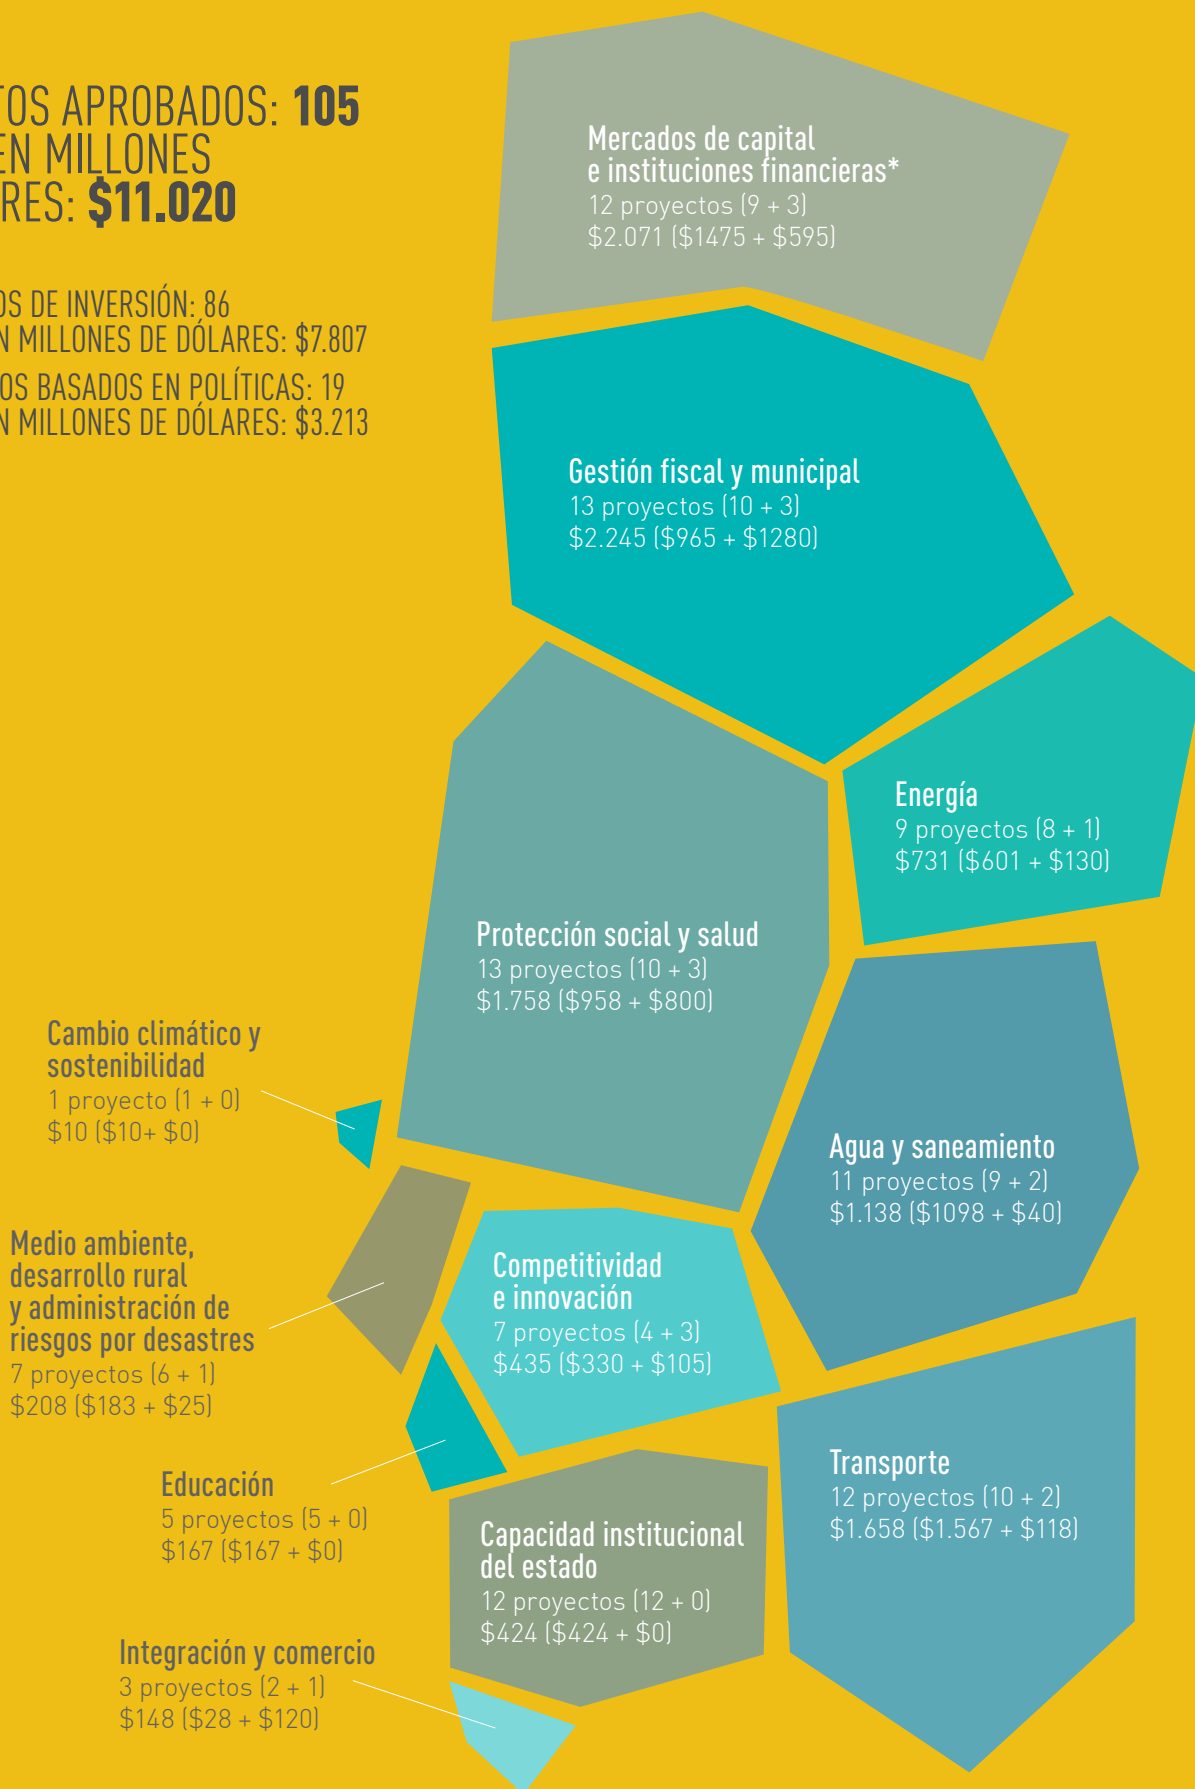 TOS APROBADOS: 105
EN MILLONES
RES: $11.020
OS DE INVERSIÓN: 86
N MILLONES DE DÓLARES: $7.807
OS BASADOS EN POLÍTICAS: 19
N MILLONES DE DÓLARES: $3.213
Mercados de capital
e instituciones financieras*
12 proyectos (9 + 3)
$2.071 ($1475 + $595)
Gestión fiscal y municipal
13 proyectos (10 + 3)
$2.245 ($965 + $1280)
Energía
9 proyectos (8 + 1)
$731 ($601 + $130)
Protección social y salud
13 proyectos (10 + 3)
$1.758 ($958 + $800)
Cambio climático y
sostenibilidad
1 proyecto (1 + 0)
$10 ($10+ $0)
Agua y saneamiento
11 proyectos (9 + 2)
$1.138 ($1098 + $40)
Medio ambiente,
desarrollo rural
y administración de
riesgos por desastres
7 proyectos (6 + 1)
$208 ($183 + $25)
Competitividad
e innovación
7 proyectos (4 + 3)
$435 ($330 + $105)
Transporte
12 proyectos (10 + 2)
$1.658 ($1.567 + $118)
Educación
5 proyectos (5 + 0)
$167 ($167 + $0)
Capacidad institucional
del estado
12 proyectos (12 + 0)
$424 ($424 + $0)
Integración y comercio
3 proyectos (2 + 1)
$148 ($28 + $120)